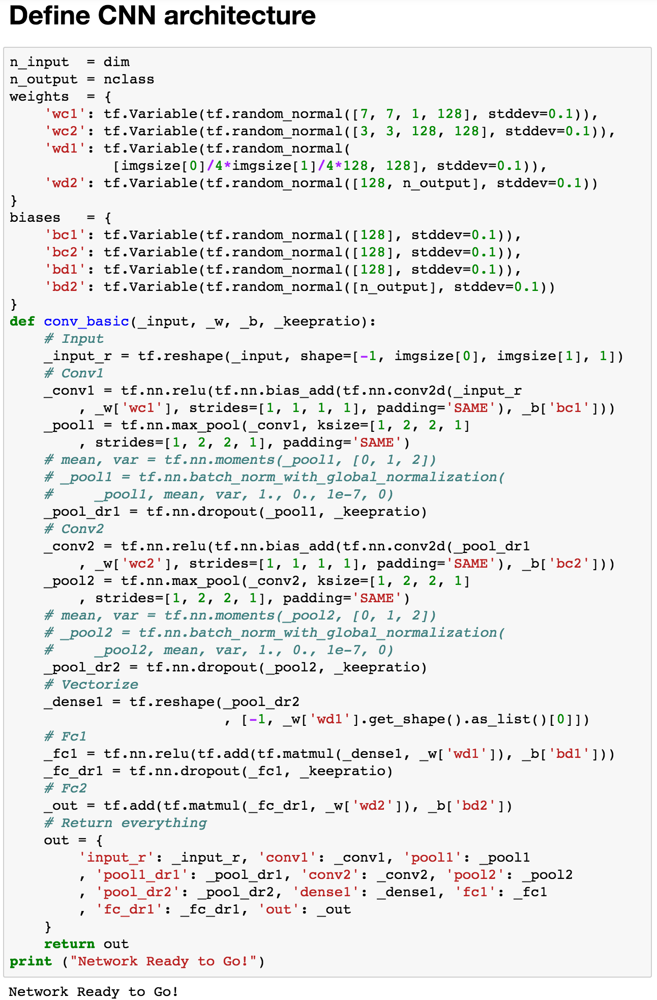 Define CNN architecture
n_input  = dim
n_output = nclass
weights  = {
    'wc1': tf.Variable(tf.random_normal([7, 7, 1, 128], stddev=0.1)),
    'wc2': tf.Variable(tf.random_normal([3, 3, 128, 128], stddev=0.1)),
    'wd1': tf.Variable(tf.random_normal(
            [imgsize[0]/4*imgsize[1]/4*128, 128], stddev=0.1)),
    'wd2': tf.Variable(tf.random_normal([128, n_output], stddev=0.1))
}
biases   = {
    'bc1': tf.Variable(tf.random_normal([128], stddev=0.1)),
    'bc2': tf.Variable(tf.random_normal([128], stddev=0.1)),
    'bd1': tf.Variable(tf.random_normal([128], stddev=0.1)),
    'bd2': tf.Variable(tf.random_normal([n_output], stddev=0.1))
}
def conv_basic(_input, _w, _b, _keepratio):
    # Input
    _input_r = tf.reshape(_input, shape=[-1, imgsize[0], imgsize[1], 1])
    # Conv1
    _conv1 = tf.nn.relu(tf.nn.bias_add(tf.nn.conv2d(_input_r
        , _w['wc1'], strides=[1, 1, 1, 1], padding='SAME'), _b['bc1']))
    _pool1 = tf.nn.max_pool(_conv1, ksize=[1, 2, 2, 1]
        , strides=[1, 2, 2, 1], padding='SAME')
    # mean, var = tf.nn.moments(_pool1, [0, 1, 2])
    # _pool1 = tf.nn.batch_norm_with_global_normalization(
    #     _pool1, mean, var, 1., 0., 1e-7, 0)
    _pool_dr1 = tf.nn.dropout(_pool1, _keepratio)
    # Conv2
    _conv2 = tf.nn.relu(tf.nn.bias_add(tf.nn.conv2d(_pool_dr1
        , _w['wc2'], strides=[1, 1, 1, 1], padding='SAME'), _b['bc2']))
    _pool2 = tf.nn.max_pool(_conv2, ksize=[1, 2, 2, 1]
        , strides=[1, 2, 2, 1], padding='SAME')
    # mean, var = tf.nn.moments(_pool2, [0, 1, 2])
    # _pool2 = tf.nn.batch_norm_with_global_normalization(
    #     _pool2, mean, var, 1., 0., 1e-7, 0)
    _pool_dr2 = tf.nn.dropout(_pool2, _keepratio)
    # Vectorize
    _dense1 = tf.reshape(_pool_dr2
                         , [-1, _w['wd1'].get_shape().as_list()[0]])
    # Fc1
    _fc1 = tf.nn.relu(tf.add(tf.matmul(_dense1, _w['wd1']), _b['bd1']))
    _fc_dr1 = tf.nn.dropout(_fc1, _keepratio)
    # Fc2
    _out = tf.add(tf.matmul(_fc_dr1, _w['wd2']), _b['bd2'])
    # Return everything
    out = {
        'input_r': _input_r, 'conv1': _conv1, 'pool1': _pool1
        , 'pool1_dr1': _pool_dr1, 'conv2': _conv2, 'pool2': _pool2
        , 'pool_dr2': _pool_dr2, 'dense1': _dense1, 'fc1': _fc1
        , 'fc_dr1': _fc_dr1, 'out': _out
    }
    return out
print ("Network Ready to Go!")
Network Ready to Go!